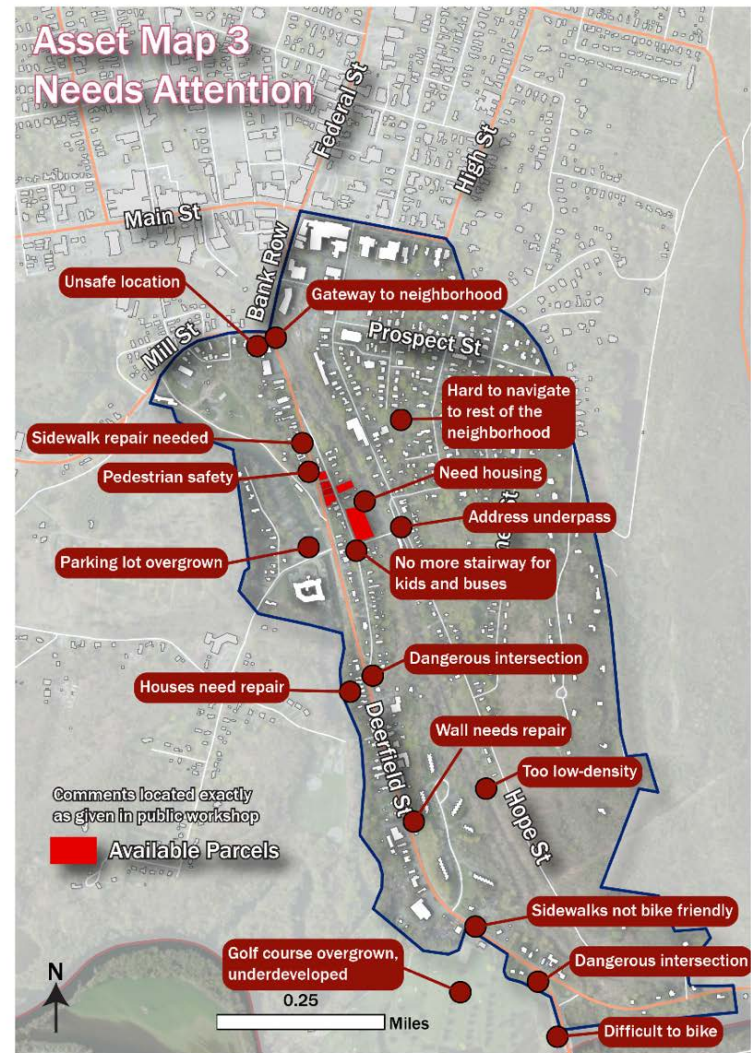 Asset Map 3
Needs Attention
Federal St
High St
Main St
Bank Row
Unsafe location
Gateway to neighborhood
Mill St
Prospect St
Hard to navigate
to rest of the
neighborhood
Sidewalk repair needed
Pedestrian safety
Need housing
Address underpass
Parking lot overgrown
No more stairway for
kids and buses
Dangerous intersection
Houses need repair
Deerfield St
Wall needs repair
Too low-density
Hope St
Comments located exactly
as given in public workshop
Available Parcels
Sidewalks not bike friendly
Golf course overgrown,
underdeveloped
Dangerous intersection
N
0.25
Miles
Difficult to bike